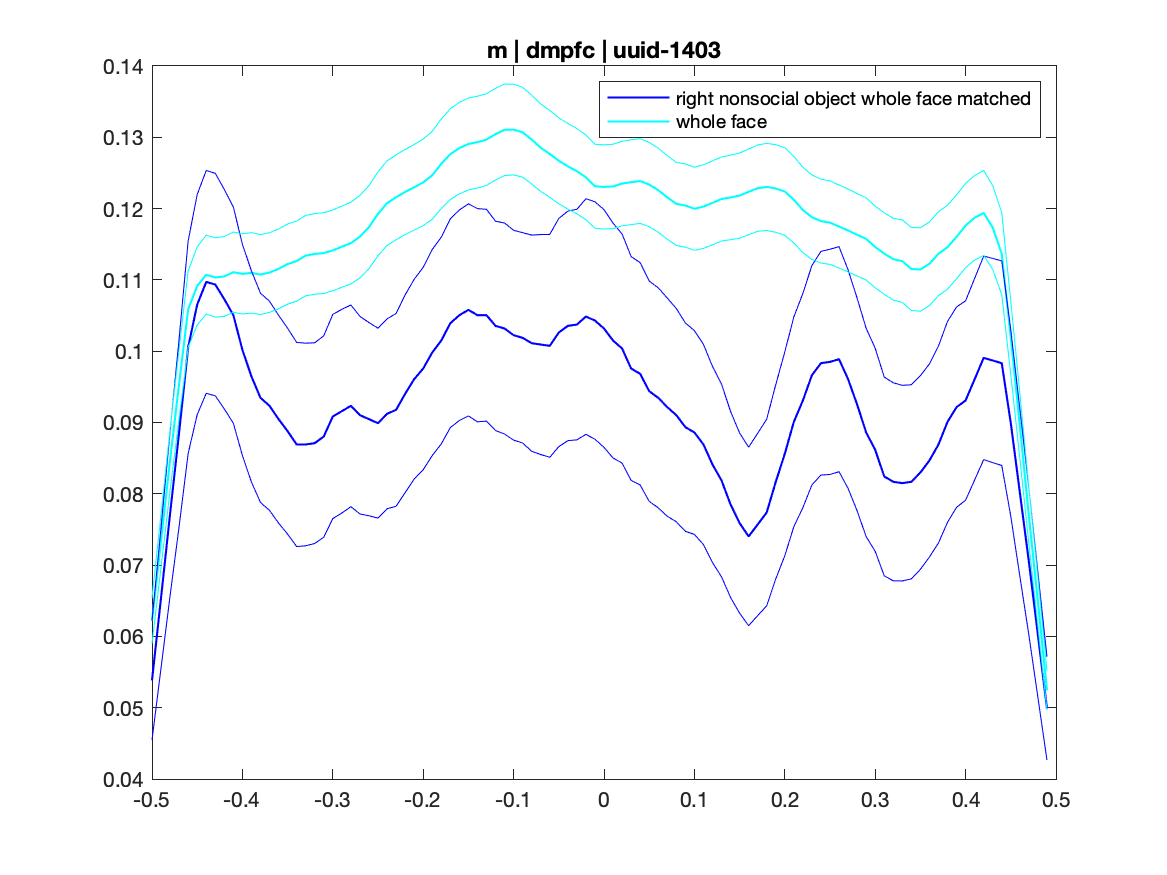 m | dmpfc | uuid-1403
right nonsocial object whole face matched
whole face
0.14
0.13
0.12
0.11
0.1
0.09
0.08
0.07
0.06
0.05
0.04
-0.5 -0.4 -0.3 -0.2 -0.1 0 0.1 0.2 0.3 0.4 0.5